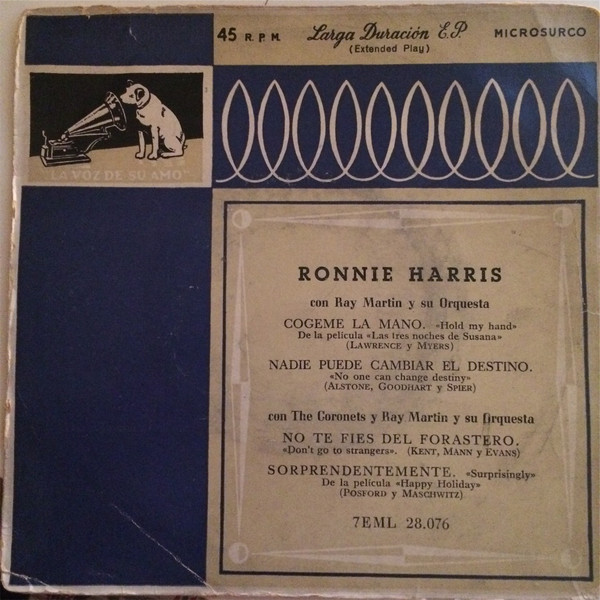 45 R.P.M. Larga Duración E.P. MICROSURCO
(Extended Play)
"LA VOZ DE SU AMO"
RONNIE HARRIS
con Ray Martin y su Orquesta
COGEME LA MANO. «Hold my hand»
De la película «Las tres noches de Susana»
(LAWRENCE y MYERS)
NADIE PUEDE CAMBIAR EL DESTINO.
«No one can change destiny»
(ALSTONE, GOODHART y SPIER)
con The Coronets y Ray Martin y su Orquesta
NO TE FIES DEL FORASTERO.
«Don't go to strangers». (KENT, MANN y EVANS)
SORPRENDENTEMENTE. «Surprisingly»
De la película «Happy Holiday»
(POSFORD y MASCHWITZ)
7EML 28.076